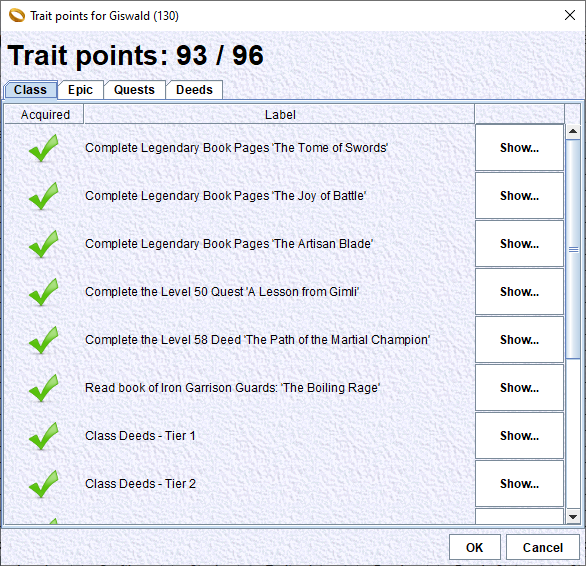 Trait points for Giswald (130)
Trait points: 93 / 96
Class Epic Quests Deeds
Acquired Label
Complete Legendary Book Pages 'The Tome of Swords' Show...
Complete Legendary Book Pages 'The Joy of Battle' Show...
Complete Legendary Book Pages 'The Artisan Blade' Show...
Complete the Level 50 Quest 'A Lesson from Gimli' Show...
Complete the Level 58 Deed 'The Path of the Martial Champion' Show...
Read book of Iron Garrison Guards: 'The Boiling Rage' Show...
Class Deeds - Tier 1 Show...
Class Deeds - Tier 2 Show...
OK Cancel